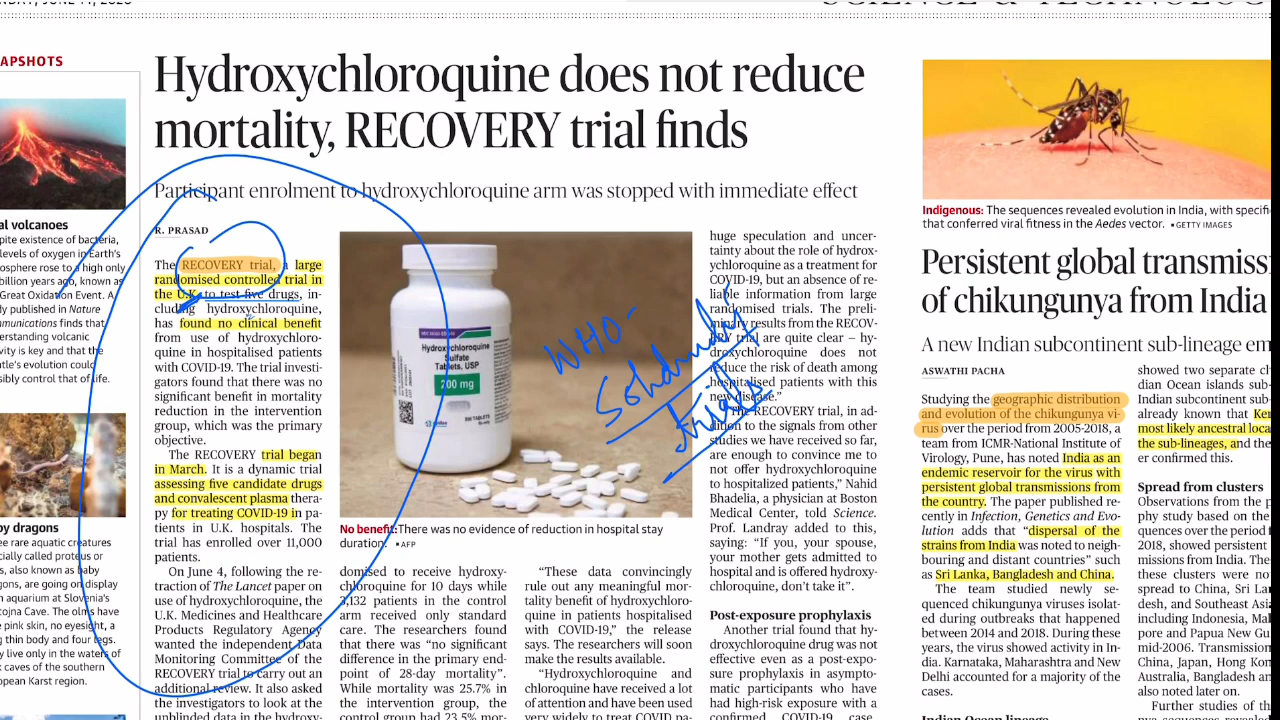 APSHOTS
al volcanoes
pite existence of bacteria,
levels of oxygen in Earth's
osphere rose to a high only
billion years ago, known as
Great Oxidation Event. A
dy published in Nature
mmunications finds that
understanding volcanic
vity is key and that the
ntle's evolution could
sibly control that of life.
by dragons
ee rare aquatic creatures
cially called proteus or
s, also known as baby
gons, are going on display
n aquarium at Slovenia's
tojna Cave. The olms have
e pink skin, no eyesight, a
g thin body and four legs.
y live only in the waters of
t caves of the southern
opean Karst region.
Hydroxychloroquine does not reduce
mortality, RECOVERY trial finds
Participant enrolment to hydroxychloroquine arm was stopped with immediate effect
R. PRASAD
The RECOVERY trial, a large
randomised controlled trial in
the U.K. to test five drugs, in-
cluding hydroxychloroquine,
has found no clinical benefit
from use of hydroxychloro-
quine in hospitalised patients
with COVID-19. The trial investi-
gators found that there was no
significant benefit in mortality
reduction in the intervention
group, which was the primary
objective.
The RECOVERY trial began
in March. It is a dynamic trial
assessing five candidate drugs
and convalescent plasma thera-
py for treating COVID-19 in pa-
tients in U.K. hospitals. The
trial has enrolled over 11,000
patients.
On June 4, following the re-
traction of The Lancet paper on
use of hydroxychloroquine, the
U.K. Medicines and Healthcare
Products Regulatory Agency
wanted the independent Data
Monitoring Committee of the
RECOVERY trial to carry out an
additional review. It also asked
the investigators to look at the
unblinded data in the hydroxy-
Hydroxychloroquine
Sulfate
Tablets, USP
200 mg
WHO-
Solidarity
trials
No benefit: There was no evidence of reduction in hospital stay
duration. ▪ AFP
domised to receive hydroxy-
chloroquine for 10 days while
3,132 patients in the control
arm received only standard
care. The researchers found
that there was “no significant
difference in the primary end-
point of 28-day mortality”.
While mortality was 25.7% in
the intervention group, the
control group had 23.5% mor-
“These data convincingly
rule out any meaningful mor-
tality benefit of hydroxychloro-
quine in patients hospitalised
with COVID-19,” the release
says. The researchers will soon
make the results available.
“Hydroxychloroquine and
chloroquine have received a lot
of attention and have been used
very widely to treat COVID pa-
huge speculation and uncer-
tainty about the role of hydrox-
ychloroquine as a treatment for
COVID-19, but an absence of re-
liable information from large
randomised trials. The preli-
minary results from the RECOV-
ERY trial are quite clear – hy-
droxychloroquine does not
reduce the risk of death among
hospitalised patients with this
new disease.”
“The RECOVERY trial, in ad-
dition to the signals from other
studies we have received so far,
are enough to convince me to
not offer hydroxychloroquine
to hospitalized patients,” Nahid
Bhadelia, a physician at Boston
Medical Center, told Science.
Prof. Landray added to this,
saying: “If you, your spouse,
your mother gets admitted to
hospital and is offered hydroxy-
chloroquine, don't take it”.
Post-exposure prophylaxis
Another trial found that hy-
droxychloroquine drug was not
effective even as a post-expo-
sure prophylaxis in asympto-
matic participants who have
had high-risk exposure with a
confirmed COVID-19 case.
Indigenous: The sequences revealed evolution in India, with specifi
that conferred viral fitness in the Aedes vector. ▪ GETTY IMAGES
Persistent global transmiss
of chikungunya from India
A new Indian subcontinent sub-lineage em
ASWATHI PACHA
Studying the geographic distribution
and evolution of the chikungunya vi-
rus over the period from 2005-2018, a
team from ICMR-National Institute of
Virology, Pune, has noted India as an
endemic reservoir for the virus with
persistent global transmissions from
the country. The paper published re-
cently in Infection, Genetics and Evo-
lution adds that “dispersal of the
strains from India was noted to neigh-
bouring and distant countries” such
as Sri Lanka, Bangladesh and China.
The team studied newly se-
quenced chikungunya viruses isolat-
ed during outbreaks that happened
between 2014 and 2018. During these
years, the virus showed activity in In-
dia. Karnataka, Maharashtra and New
Delhi accounted for a majority of the
cases.
Indian Ocean lineage
showed two separate cl
dian Ocean islands sub-
Indian subcontinent sub-
already known that Ken
most likely ancestral loca
the sub-lineages, and the
er confirmed this.
Spread from clusters
Observations from the p
phy study based on the
quences over the period
2018, showed persistent
missions from India. The
these clusters were no
spread to China, Sri Lan
desh, and Southeast Asia
including Indonesia, Mal
pore and Papua New Gu
mid-2006. Transmission
China, Japan, Hong Kon
Australia, Bangladesh an
also noted later on.
Further studies of th